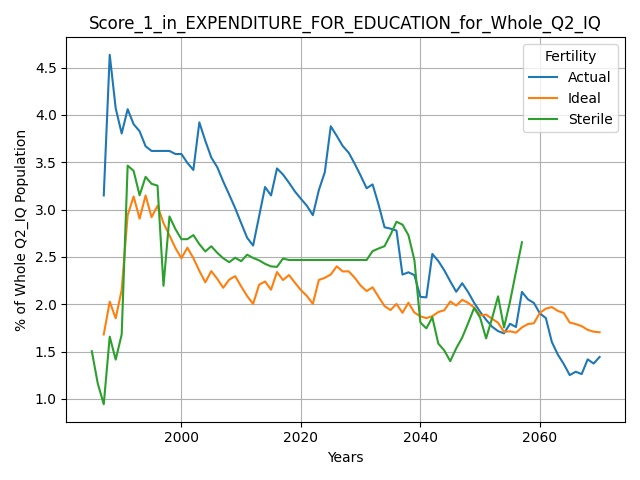 Score_1_in_EXPENDITURE_FOR_EDUCATION_for_Whole_Q2_IQ
Fertility
Actual
Ideal
Sterile
% of Whole Q2_IQ Population
4.5
4.0
3.5
3.0
2.5
2.0
1.5
1.0
2000 2020 2040 2060
Years